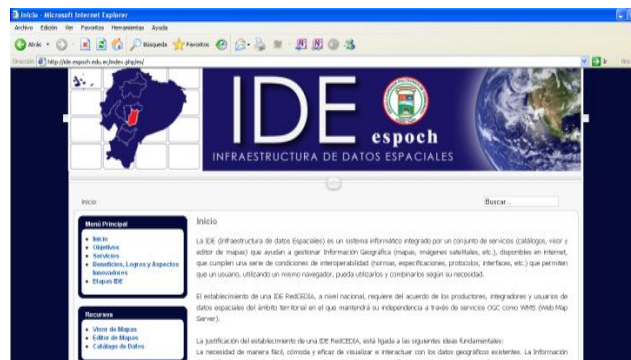 Inicio - Microsoft Internet Explorer
Archivo Edición Ver Favoritos Herramientas Ayuda
Atrás Búsqueda Favoritos
Dirección http://ide.espoch.edu.ec/index.php/es/ Ir
IDE
espoch
INFRAESTRUCTURA DE DATOS ESPACIALES
Inicio Buscar...
Menú Principal
Inicio
Objetivos
Servicios
Beneficios, Logros y Aspectos
Innovadores
Etapas IDE
Recursos
Visor de Mapas
Editor de Mapas
Catálogo de Datos
Inicio
La IDE (Infraestructura de datos Espaciales) es un sistema informático integrado por un conjunto de servicios (catálogos, visor y
editor de mapas) que ayudan a gestionar Información Geográfica (mapas, imágenes satelitales, etc.), disponibles en Internet,
que cumplen una serie de condiciones de interoperabilidad (normas, especificaciones, protocolos, interfaces, etc.) que permiten
que un usuario, utilizando un mismo navegador, pueda utilizarlos y combinarlos según su necesidad.
El establecimiento de una IDE RedCEDIA, a nivel nacional, requiere del acuerdo de los productores, integradores y usuarios de
datos espaciales del ámbito territorial en el que mantendrá su independencia a través de servicios OGC como WMS (Web Map
Server).
La justificación del establecimiento de una IDE RedCEDIA, está ligada a las siguientes ideas fundamentales:
La necesidad de manera fácil, cómoda y eficaz de visualizar e interactuar con los datos geográficos existentes. La Información